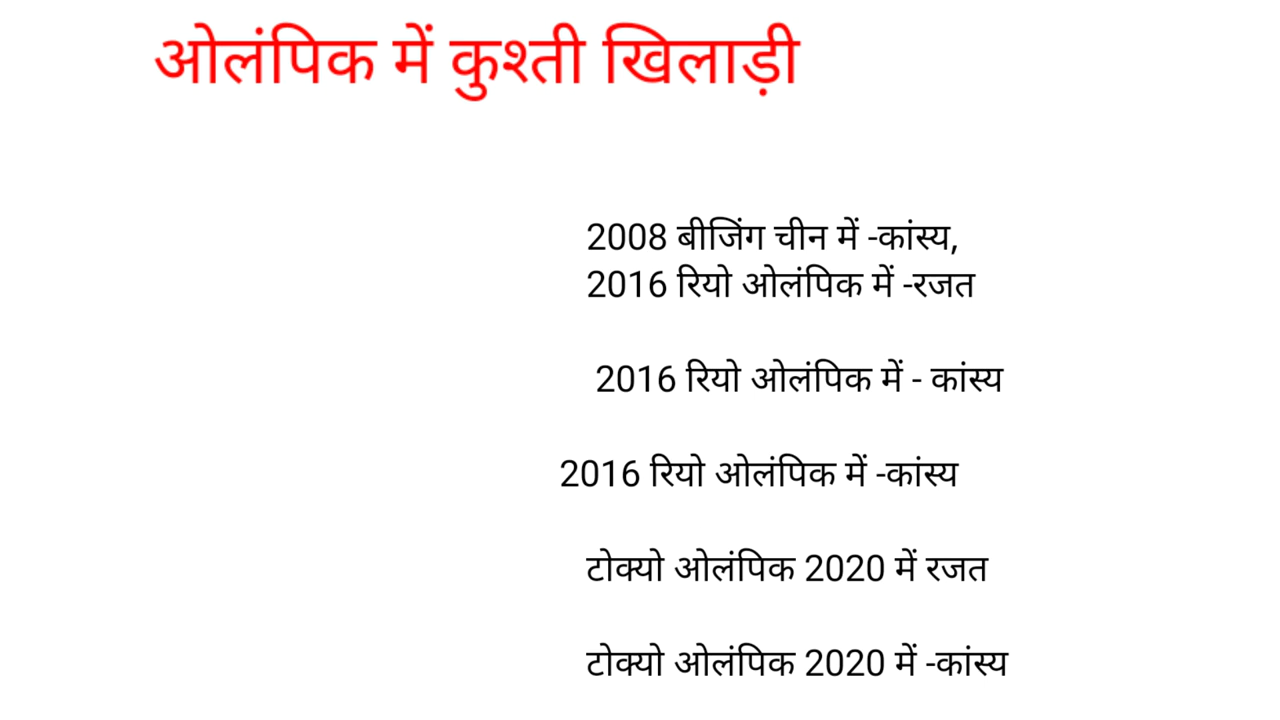 ओलंपिक में कुश्ती खिलाड़ी
2008 बीजिंग चीन में -कांस्य,
2016 रियो ओलंपिक में -रजत
2016 रियो ओलंपिक में - कांस्य
2016 रियो ओलंपिक में -कांस्य
टोक्यो ओलंपिक 2020 में रजत
टोक्यो ओलंपिक 2020 में -कांस्य